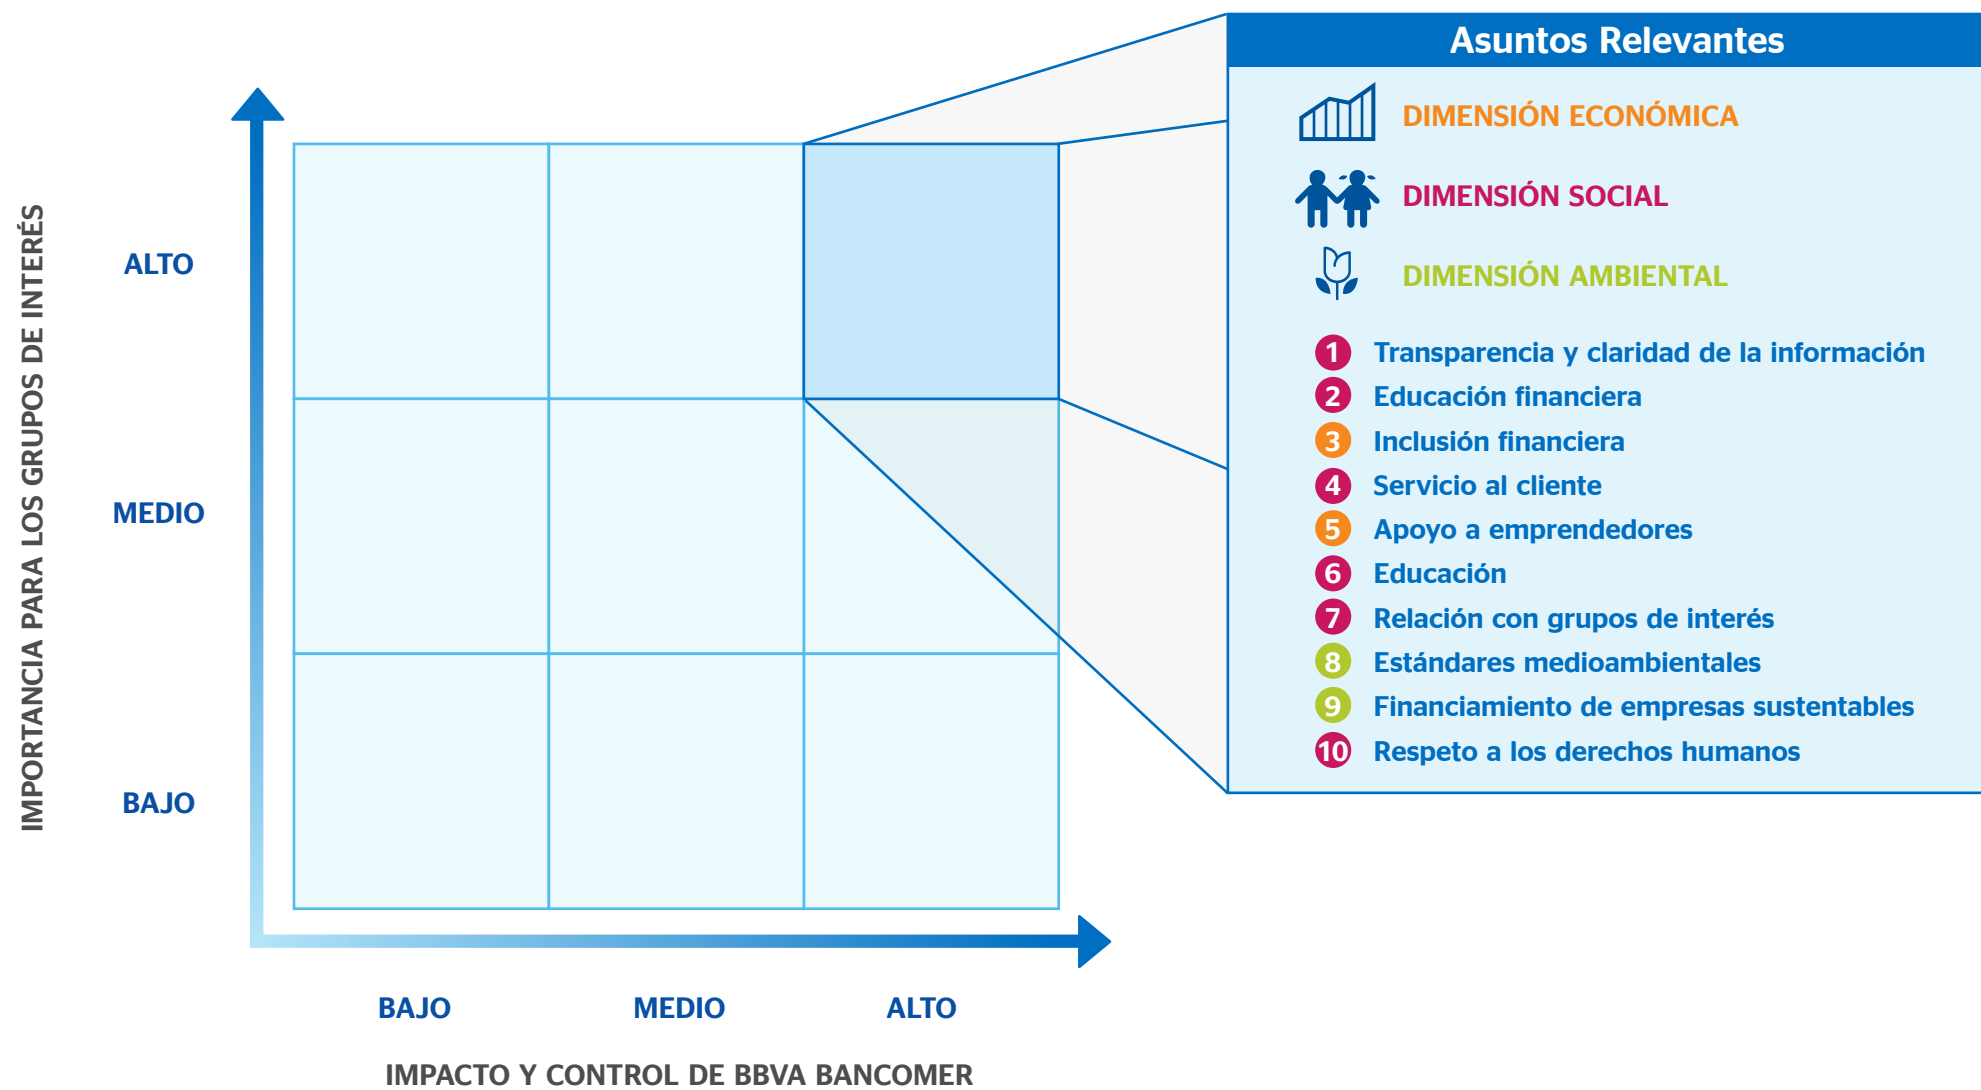 IMPORTANCIA PARA LOS GRUPOS DE INTERÉS
ALTO
MEDIO
BAJO
BAJO
MEDIO
ALTO
IMPACTO Y CONTROL DE BBVA BANCOMER
Asuntos Relevantes
DIMENSIÓN ECONÓMICA
DIMENSIÓN SOCIAL
DIMENSIÓN AMBIENTAL
1 Transparencia y claridad de la información
2 Educación financiera
3 Inclusión financiera
4 Servicio al cliente
5 Apoyo a emprendedores
6 Educación
7 Relación con grupos de interés
8 Estándares medioambientales
9 Financiamiento de empresas sustentables
10 Respeto a los derechos humanos